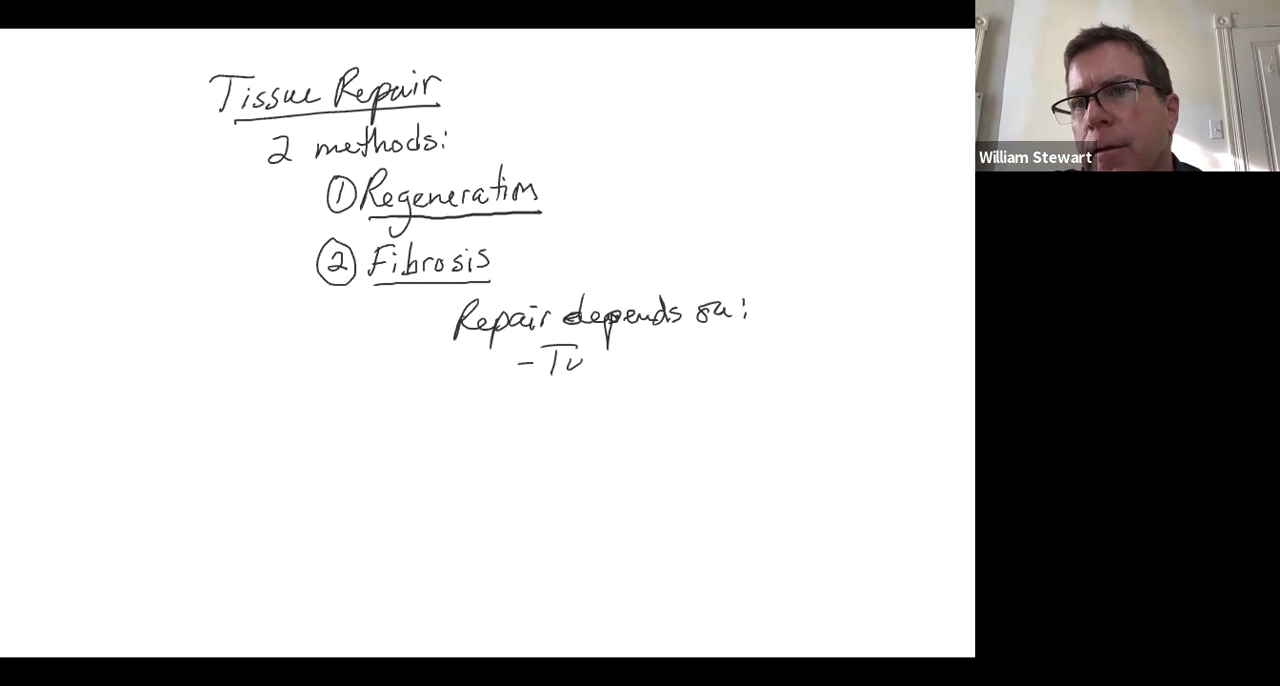 Tissue Repair
2 methods:
① Regeneration
② Fibrosis
Repair depends on:
-
William Stewart